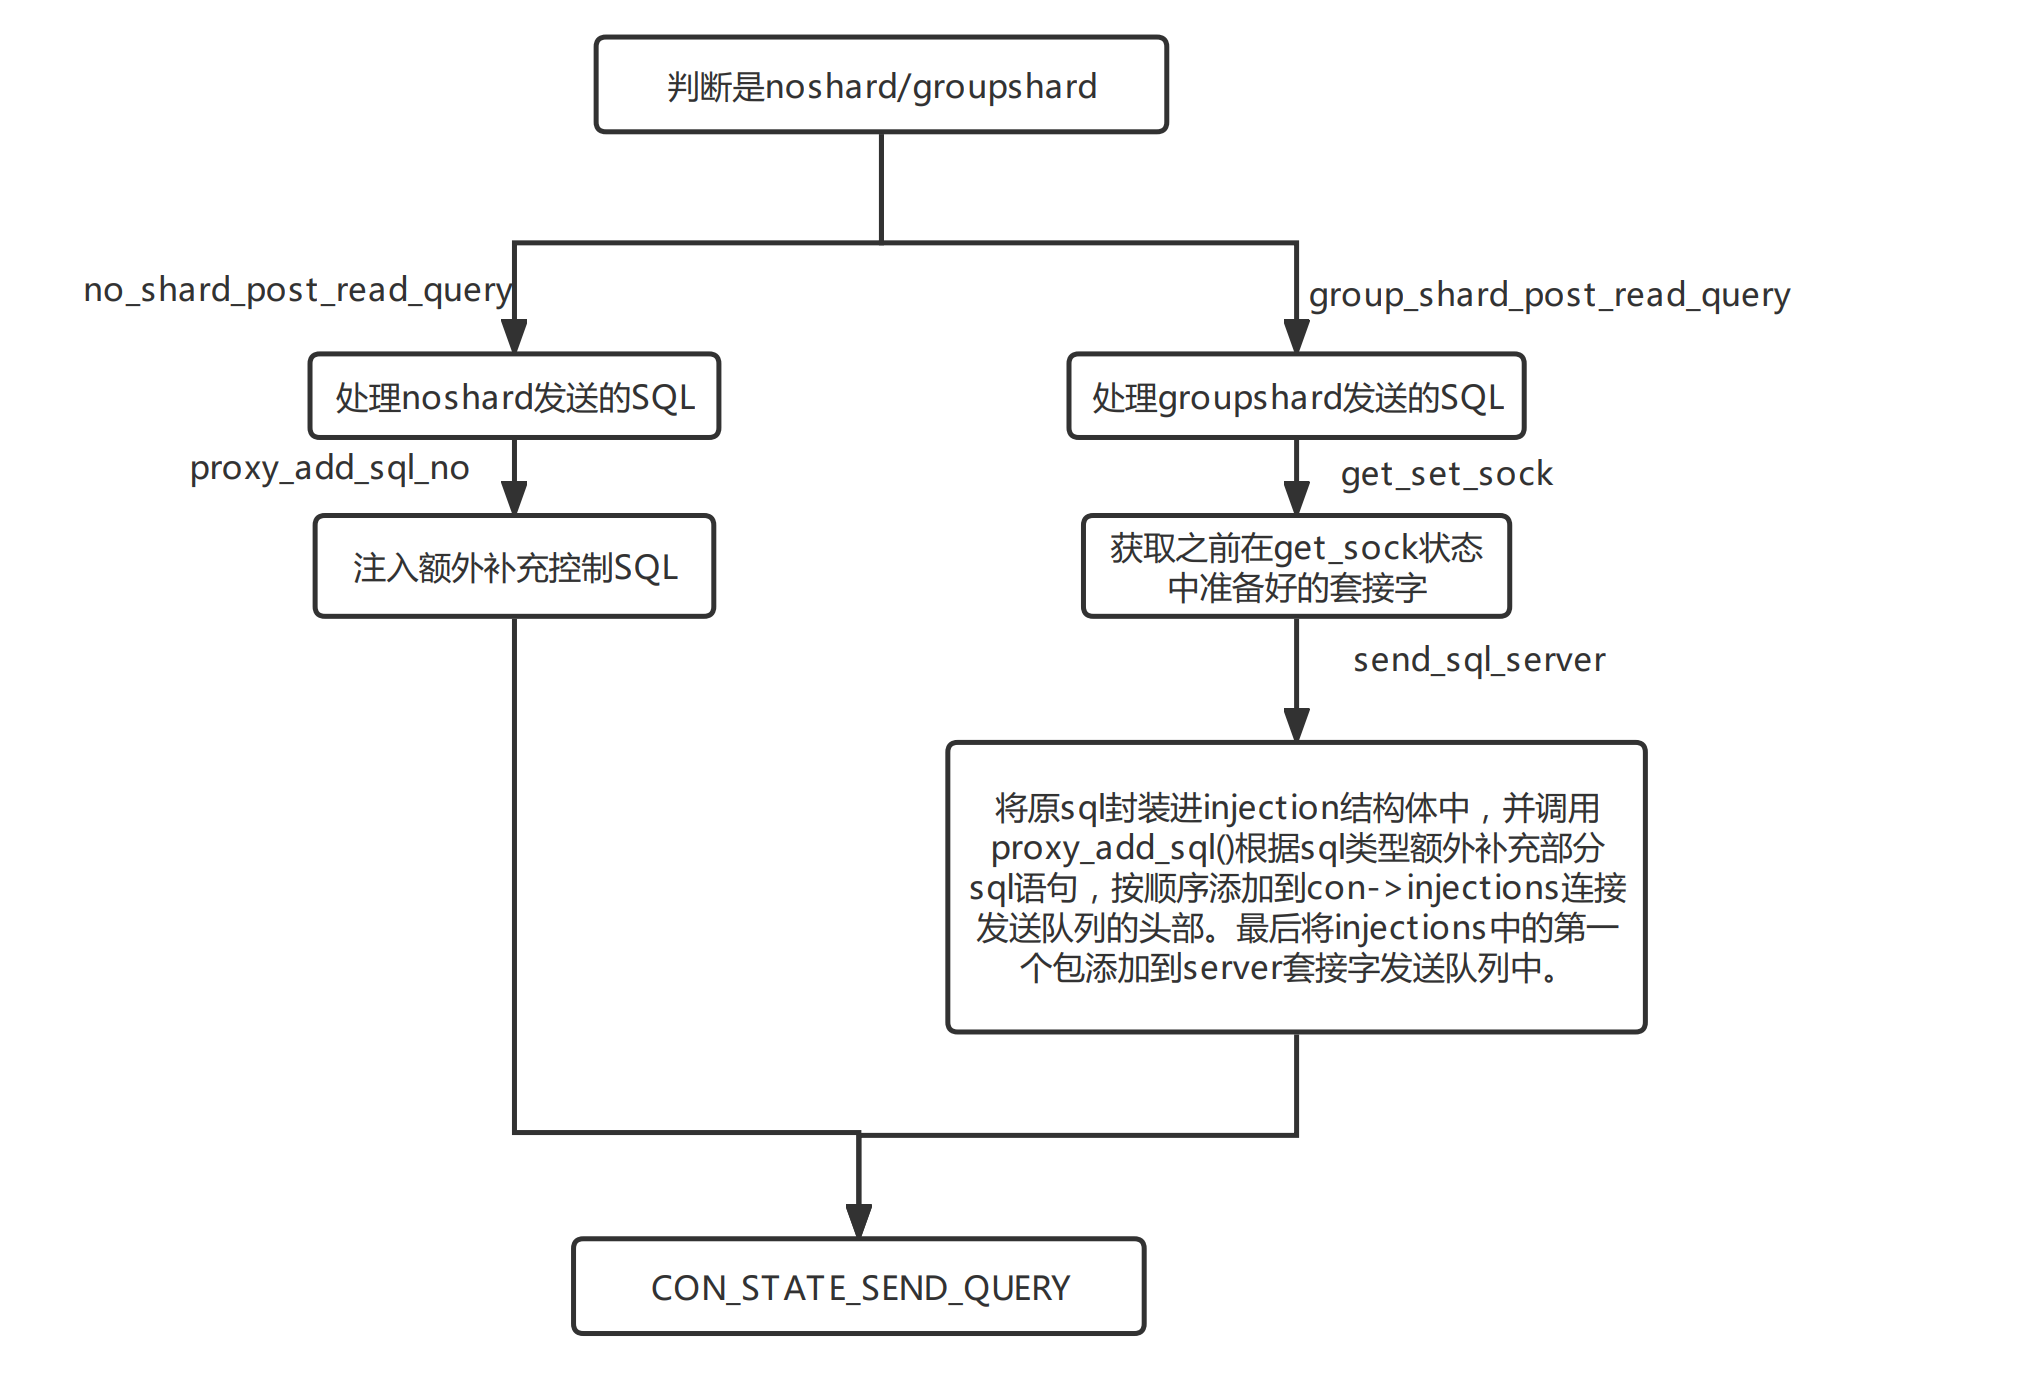 判断是noshard/groupshard
no_shard_post_read_query
group_shard_post_read_query
处理noshard发送的SQL
处理groupshard发送的SQL
proxy_add_sql_no
get_set_sock
注入额外补充控制SQL
获取之前在get_sock状态
中准备好的套接字
send_sql_server
将原sql封装进injection结构体中，并调用
proxy_add_sql()根据sql类型额外补充部分
sql语句，按顺序添加到con->injections连接
发送队列的头部。最后将injections中的第一
个包添加到server套接字发送队列中。
CON_STATE_SEND_QUERY